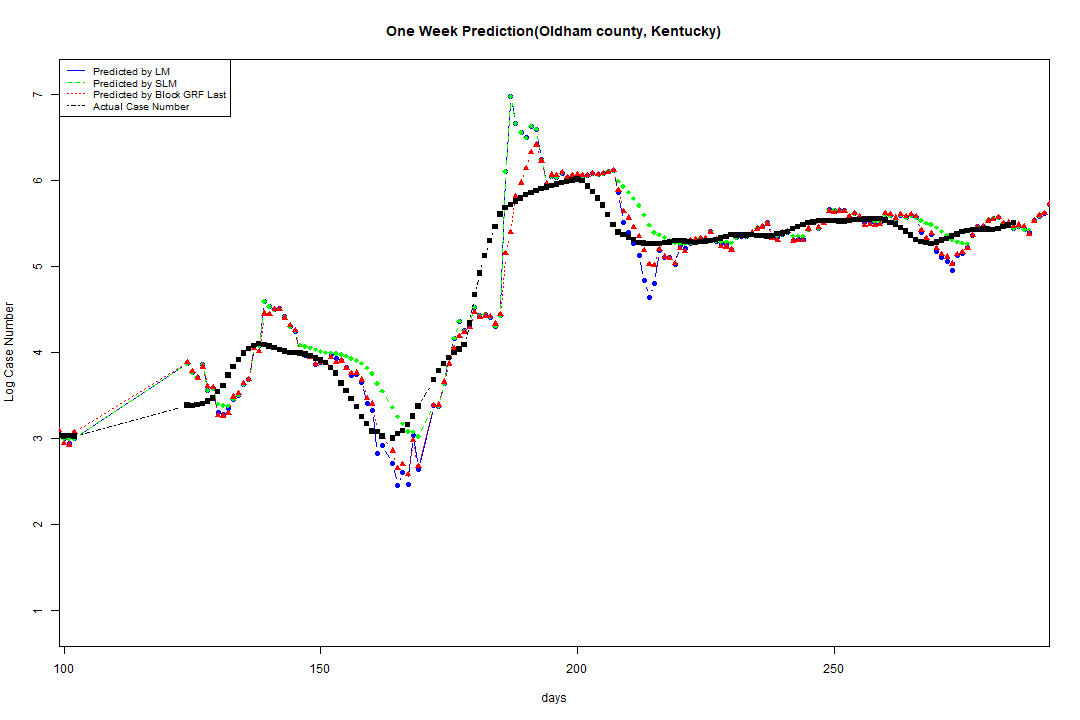 One Week Prediction(Oldham county, Kentucky)
Predicted by LM
Predicted by SLM
Predicted by Block GRF Last
Actual Case Number
Log Case Number
7
6
5
4
3
2
1
100 150 200 250
days